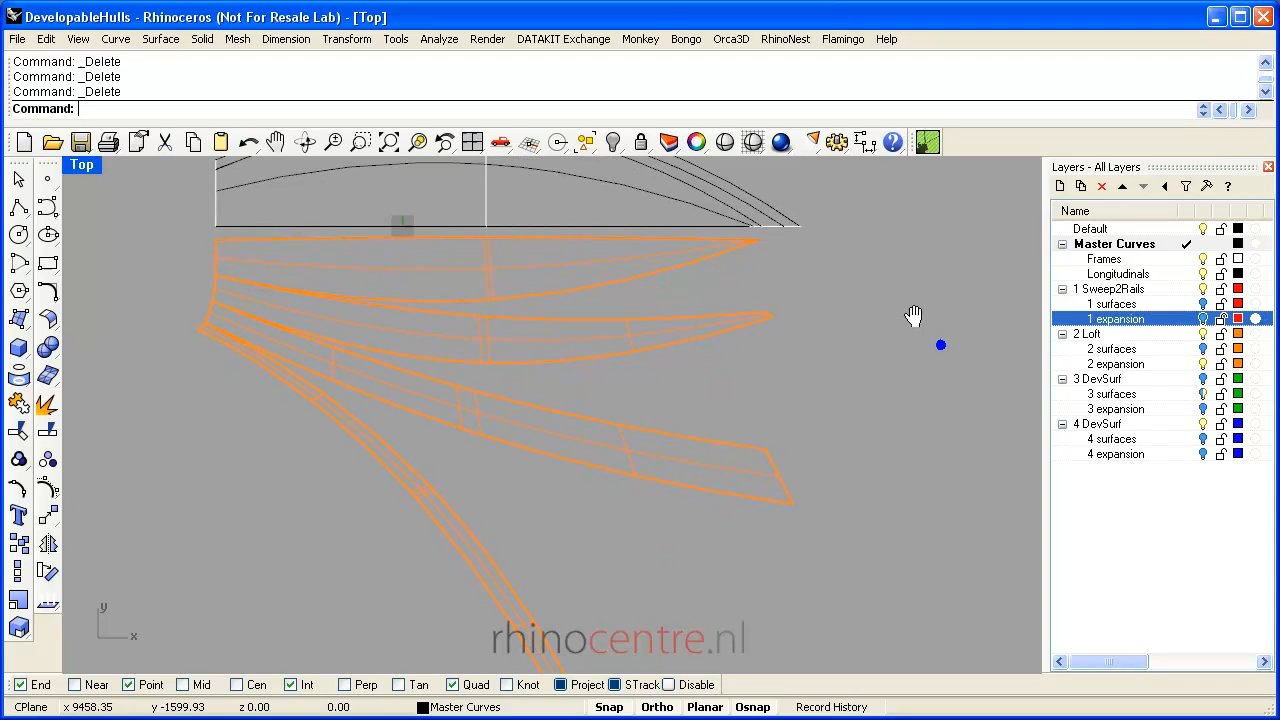 DevelopableHulls - Rhinoceros (Not For Resale Lab) - [Top]
File Edit View Curve Surface Solid Mesh Dimension Transform Tools Analyze Render DATAKIT Exchange Monkey Bongo Orca3D RhinoNest Flamingo Help
Command: _Delete
Command: _Delete
Command: _Delete
Command:
Top
Layers - All Layers
Name
Default
Master Curves
Frames
Longitudinals
1 Sweep2Rails
1 surfaces
1 expansion
2 Loft
2 surfaces
2 expansion
3 DevSurf
3 surfaces
3 expansion
4 DevSurf
4 surfaces
4 expansion
y
x
rhinocentre.nl
End Near Point Mid Cen Int Perp Tan Quad Knot Project STrack Disable
CPlane x 9458.35 y -1599.93 z 0.00 0.00 Master Curves Snap Ortho Planar Osnap Record History